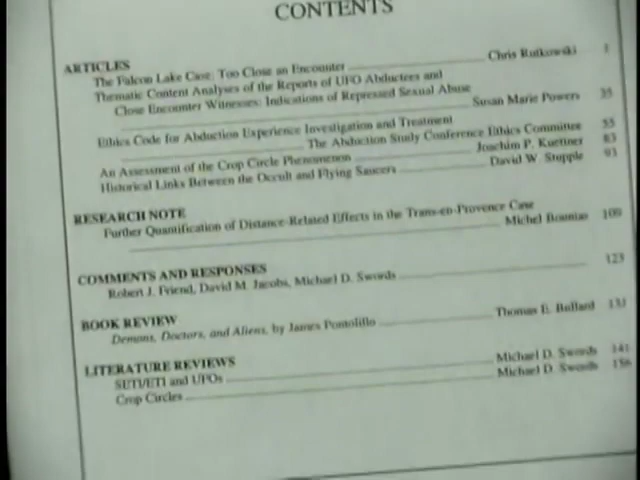 CONTENTS
ARTICLES
The Falcon Lake Case: Too Close an Encounter Chris Rutkowski 1
Thematic Content Analyses of the Reports of UFO Abductees and
Close Encounter Witnesses: Indications of Repressed Sexual Abuse
Susan Marie Powers 35
Ethics Code for Abduction Experience Investigation and Treatment
The Abduction Study Conference Ethics Committee 55
An Assessment of the Crop Circle Phenomenon Joachim P. Kuettner 83
Historical Links Between the Occult and Flying Saucers David W. Stupple 93
RESEARCH NOTE
Further Quantification of Distance-Related Effects in the Trans-en-Provence Case
Michel Bounias 109
COMMENTS AND RESPONSES
Robert J. Friend, David M. Jacobs, Michael D. Swords 125
BOOK REVIEW
Demons, Doctors, and Aliens, by James Pontolillo Thomas E. Bullard 131
LITERATURE REVIEWS
SETI/ETI and UFOs Michael D. Swords 141
Crop Circles Michael D. Swords 156